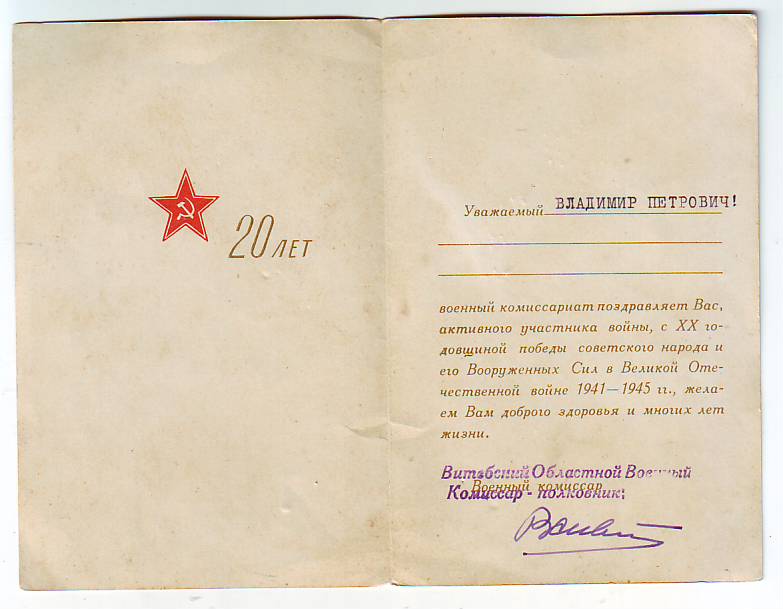 20 ЛЕТ
Уважаемый ВЛАДИМИР ПЕТРОВИЧ!
военный комиссариат поздравляет Вас,
активного участника войны, с XX го-
довщиной победы советского народа и
его Вооруженных Сил в Великой Оте-
чественной войне 1941—1945 гг., жела-
ем Вам доброго здоровья и многих лет
жизни.
Витебский Областной Военный
Военный комиссар
Комиссар - полковник: